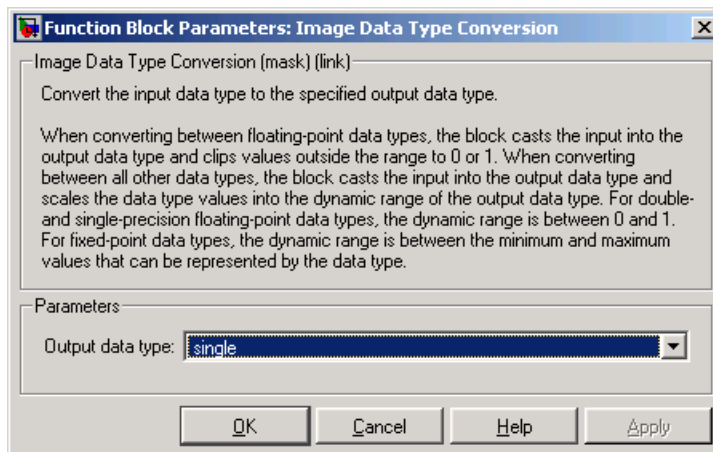 Function Block Parameters: Image Data Type Conversion
Image Data Type Conversion (mask) (link)
Convert the input data type to the specified output data type.
When converting between floating-point data types, the block casts the input into the
output data type and clips values outside the range to 0 or 1. When converting
between all other data types, the block casts the input into the output data type and
scales the data type values into the dynamic range of the output data type. For double-
and single-precision floating-point data types, the dynamic range is between 0 and 1.
For fixed-point data types, the dynamic range is between the minimum and maximum
values that can be represented by the data type.
Parameters
Output data type: single
OK Cancel Help Apply